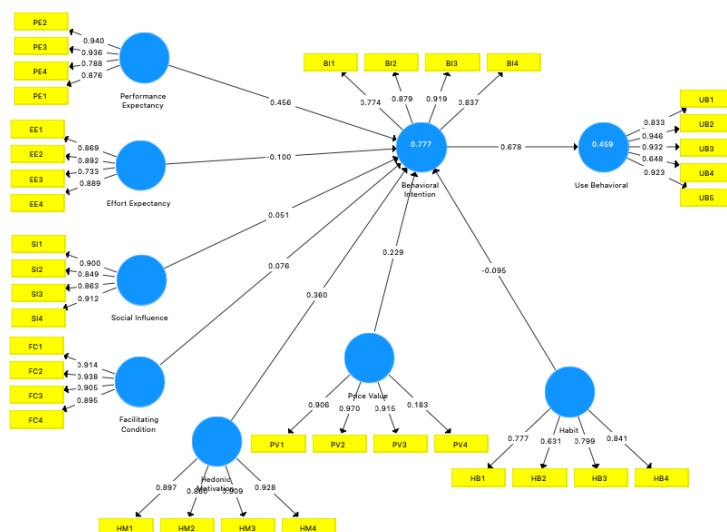 PE2
PE3
PE4
PE1
0.940
0.936
0.788
0.876
Performance
Expectancy
EE1
EE2
EE3
EE4
0.869
0.892
0.733
0.889
Effort Expectancy
SI1
SI2
SI3
SI4
0.900
0.849
0.863
0.912
Social Influence
FC1
FC2
FC3
FC4
0.914
0.938
0.905
0.895
Facilitating
Condition
0.456
-0.100
0.051
0.076
0.360
0.229
-0.095
0.678
BI1
BI2
BI3
BI4
0.774
0.879
0.919
0.837
0.777
Behavioral
Intention
0.459
Use Behavioral
UB1
UB2
UB3
UB4
UB5
0.833
0.946
0.932
0.648
0.923
Price Value
0.906
0.970
0.915
0.183
PV1
PV2
PV3
PV4
Habit
0.777
0.631
0.799
0.841
HB1
HB2
HB3
HB4
Hedonic
Motivation
0.897
0.909
0.928
HM1
HM2
HM3
HM4